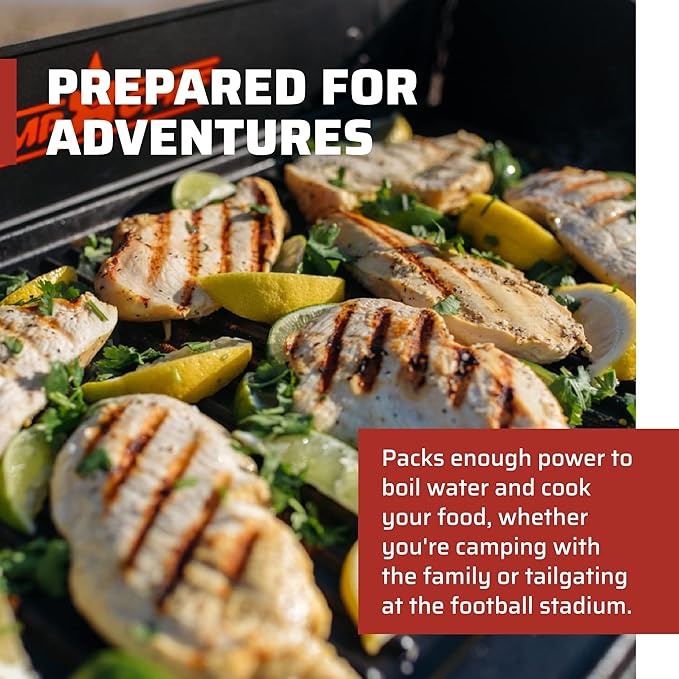 PREPARED FOR
ADVENTURES
Packs enough power to
boil water and cook
your food, whether
you're camping with
the family or tailgating
at the football stadium.